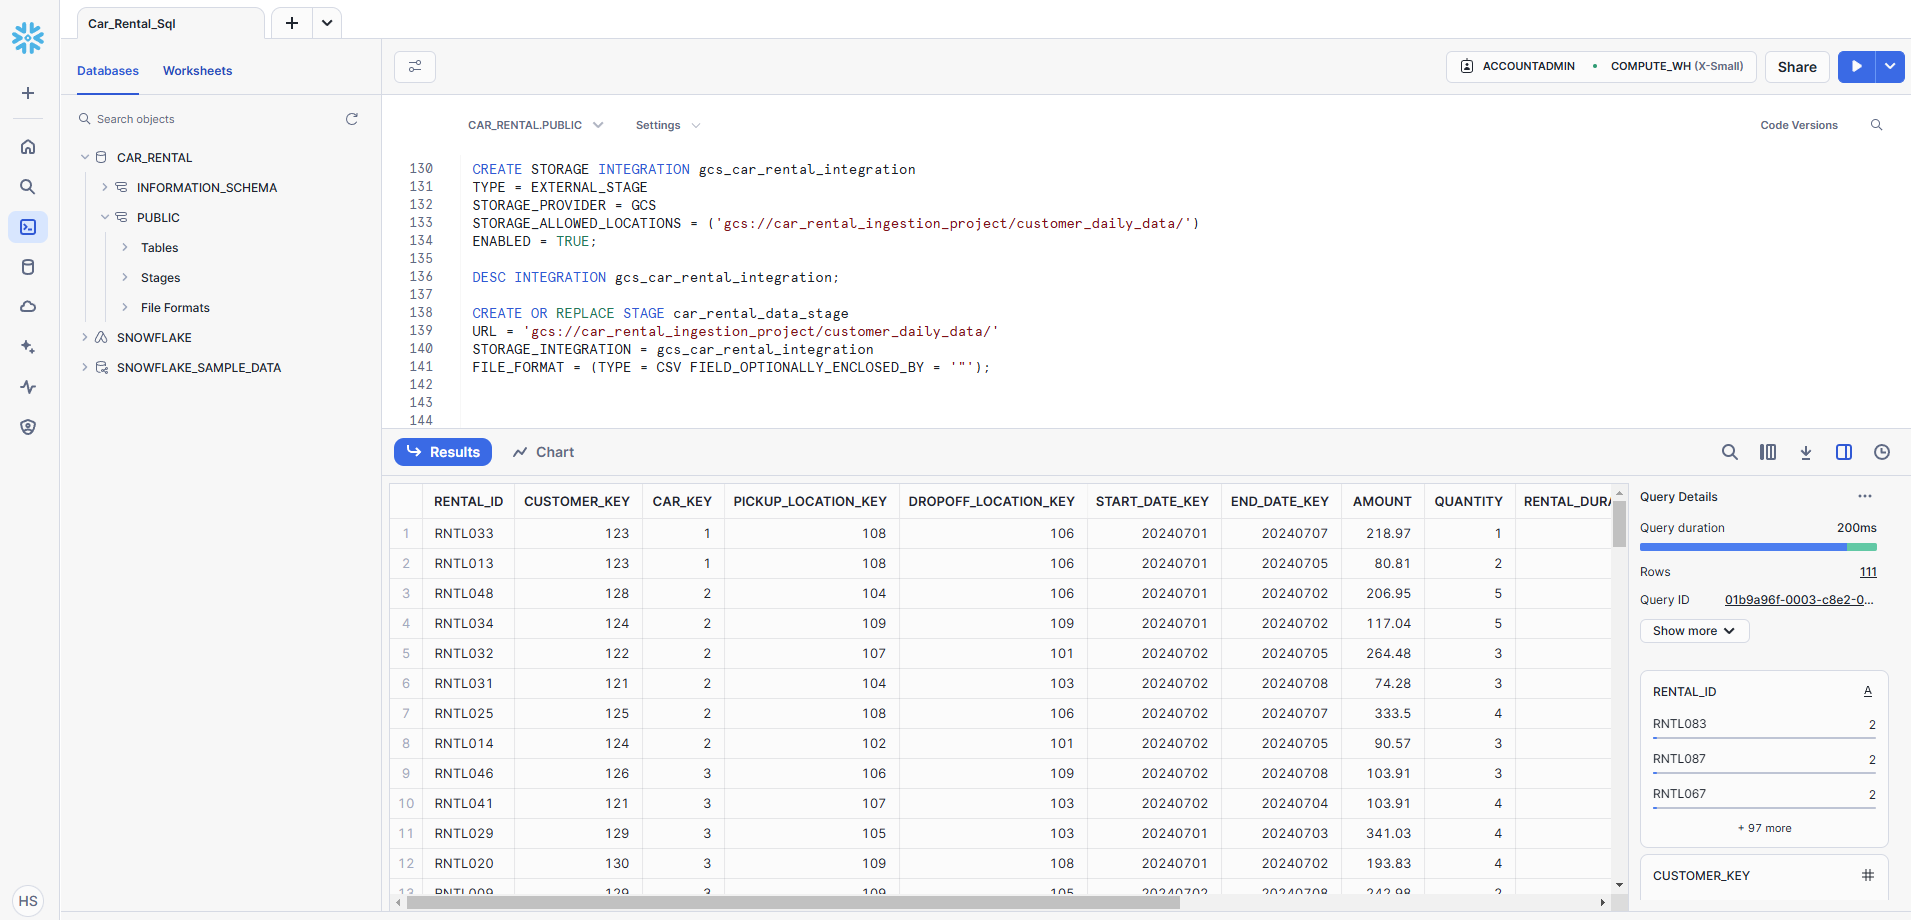 Car_Rental_Sql
Databases Worksheets
Search objects
CAR_RENTAL
INFORMATION_SCHEMA
PUBLIC
Tables
Stages
File Formats
SNOWFLAKE
SNOWFLAKE_SAMPLE_DATA
HS
ACCOUNTADMIN • COMPUTE_WH (X-Small) Share
CAR_RENTAL.PUBLIC Settings Code Versions
130 CREATE STORAGE INTEGRATION gcs_car_rental_integration
131 TYPE = EXTERNAL_STAGE
132 STORAGE_PROVIDER = GCS
133 STORAGE_ALLOWED_LOCATIONS = ('gcs://car_rental_ingestion_project/customer_daily_data/')
134 ENABLED = TRUE;
135
136 DESC INTEGRATION gcs_car_rental_integration;
137
138 CREATE OR REPLACE STAGE car_rental_data_stage
139 URL = 'gcs://car_rental_ingestion_project/customer_daily_data/'
140 STORAGE_INTEGRATION = gcs_car_rental_integration
141 FILE_FORMAT = (TYPE = CSV FIELD_OPTIONALLY_ENCLOSED_BY = '"');
142
143
144
Results Chart
RENTAL_ID CUSTOMER_KEY CAR_KEY PICKUP_LOCATION_KEY DROPOFF_LOCATION_KEY START_DATE_KEY END_DATE_KEY AMOUNT QUANTITY RENTAL_DURA
1 RNTL033 123 1 108 106 20240701 20240707 218.97 1
2 RNTL013 123 1 108 106 20240701 20240705 80.81 2
3 RNTL048 128 2 104 106 20240701 20240702 206.95 5
4 RNTL034 124 2 109 109 20240701 20240702 117.04 5
5 RNTL032 122 2 107 101 20240702 20240705 264.48 3
6 RNTL031 121 2 104 103 20240702 20240708 74.28 3
7 RNTL025 125 2 108 106 20240702 20240707 333.5 4
8 RNTL014 124 2 102 101 20240702 20240705 90.57 3
9 RNTL046 126 3 106 109 20240702 20240708 103.91 3
10 RNTL041 121 3 107 103 20240702 20240704 103.91 4
11 RNTL029 129 3 105 103 20240701 20240703 341.03 4
12 RNTL020 130 3 109 108 20240701 20240702 193.83 4
13 RNTL009 129 3 109 105 20240702 20240708 242.98 2
Query Details
Query duration 200ms
Rows 111
Query ID 01b9a96f-0003-c8e2-0...
Show more
RENTAL_ID A
RNTL083 2
RNTL087 2
RNTL067 2
+ 97 more
CUSTOMER_KEY #